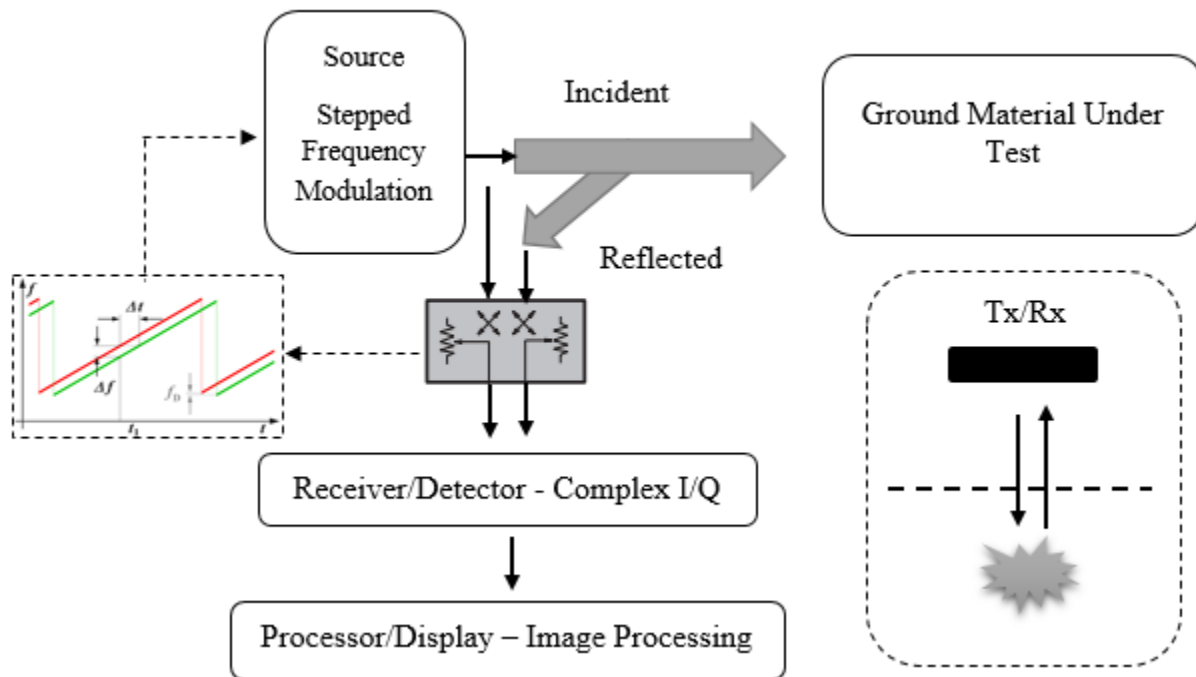 Source
Stepped
Frequency
Modulation
Incident
Ground Material Under
Test
Reflected
f
Δt
Δf
f₀
t₁
t
Tx/Rx
Receiver/Detector - Complex I/Q
Processor/Display – Image Processing